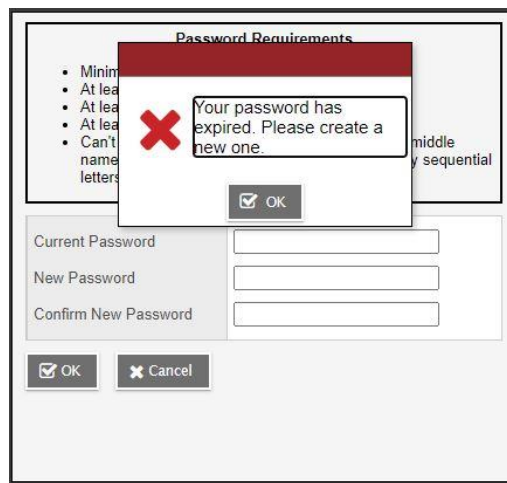 Password Requirements
• Minim
• At lea
• At lea
• At lea
• Can't middle
name y sequential
letters
Your password has
expired. Please create a
new one.
OK
Current Password
New Password
Confirm New Password
OK Cancel